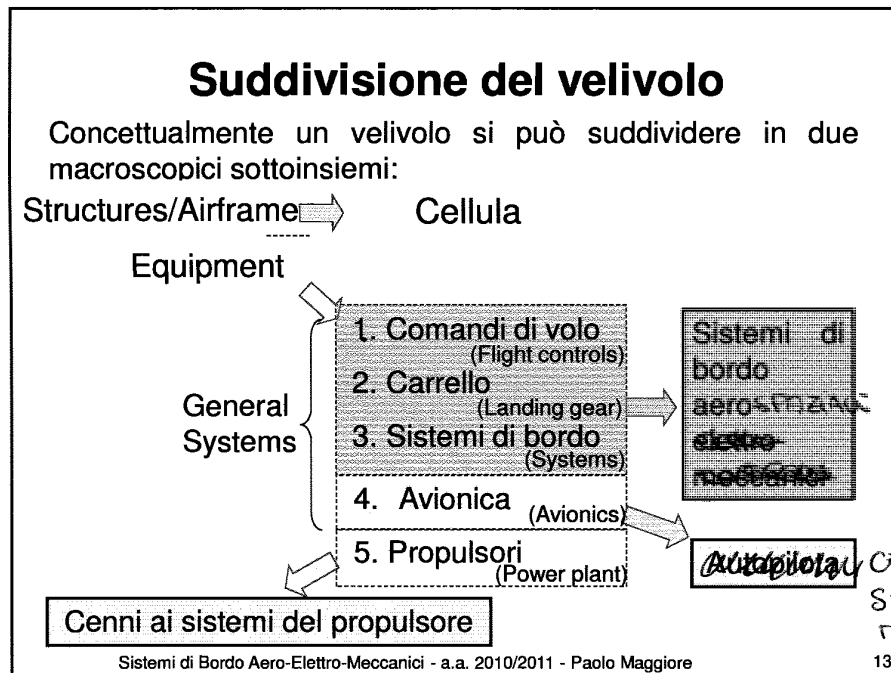 Suddivisione del velivolo
Concettualmente un velivolo si può suddividere in due
macroscopici sottoinsiemi:
Structures/Airframe
Cellula
Equipment
General
Systems
1. Comandi di volo
(Flight controls)
2. Carrello
(Landing gear)
3. Sistemi di bordo
(Systems)
4. Avionica
(Avionics)
5. Propulsori
(Power plant)
Sistemi di
bordo
aero
elettro
Autopilota
Cenni ai sistemi del propulsore
Sistemi di Bordo Aero-Elettro-Meccanici - a.a. 2010/2011 - Paolo Maggiore
13